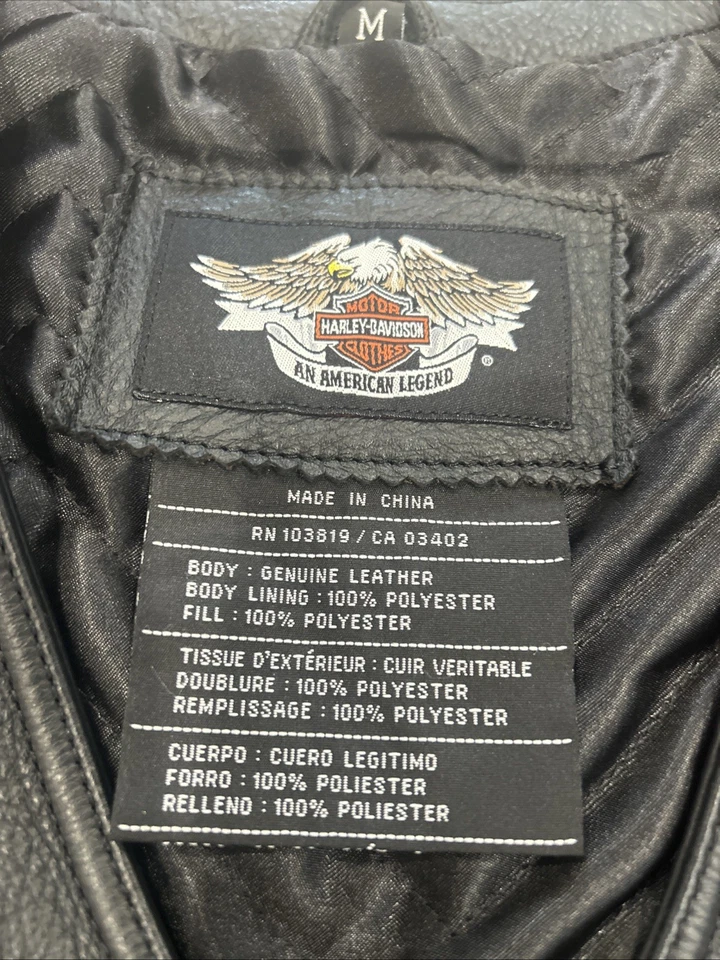 M
MOTOR
HARLEY-DAVIDSON
CLOTHES
AN AMERICAN LEGEND
®
MADE IN CHINA
RN 103819 / CA 03402
BODY : GENUINE LEATHER
BODY LINING : 100% POLYESTER
FILL : 100% POLYESTER
TISSUE D'EXTÉRIEUR : CUIR VERITABLE
DOUBLURE : 100% POLYESTER
REMPLISSAGE : 100% POLYESTER
CUERPO : CUERO LEGITIMO
FORRO : 100% POLIESTER
RELLENO : 100% POLIESTER